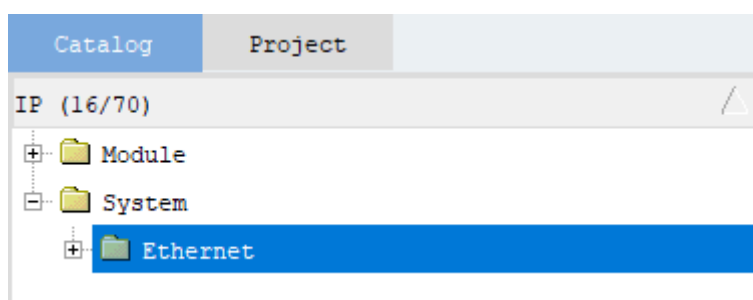 Catalog Project
IP (16/70)
Module
System
Ethernet